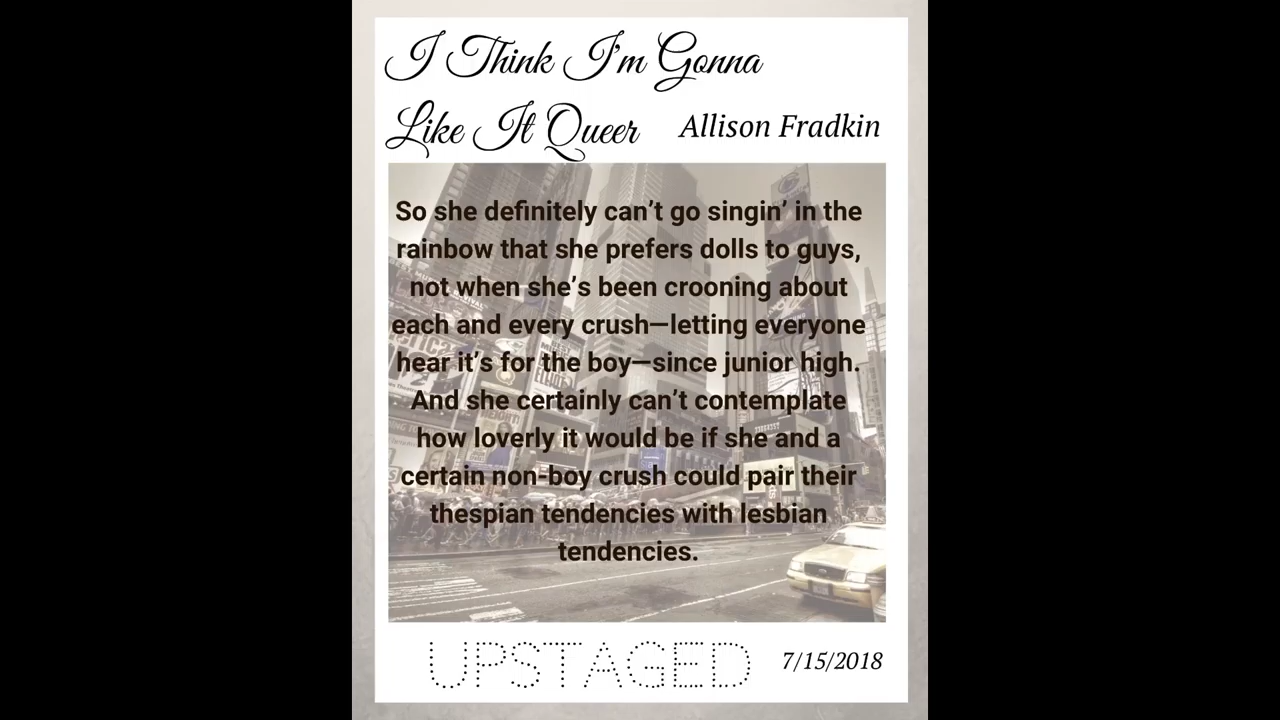 I Think I'm Gonna
Like It Queer
Allison Fradkin
So she definitely can’t go singin’ in the
rainbow that she prefers dolls to guys,
not when she’s been crooning about
each and every crush—letting everyone
hear it’s for the boy—since junior high.
And she certainly can’t contemplate
how loverly it would be if she and a
certain non-boy crush could pair their
thespian tendencies with lesbian
tendencies.
UPSTAGED
7/15/2018